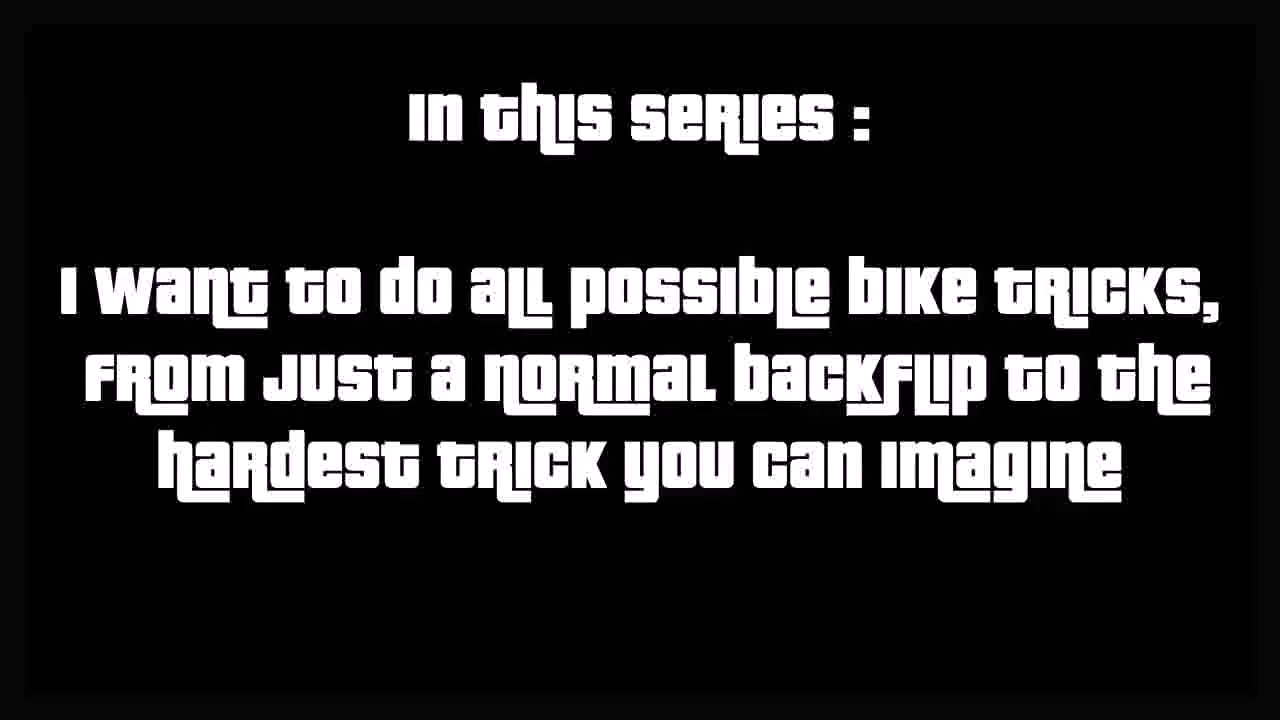 In this series :
I want to do all possible bike tricks,
from just a normal backflip to the
hardest trick you can imagine